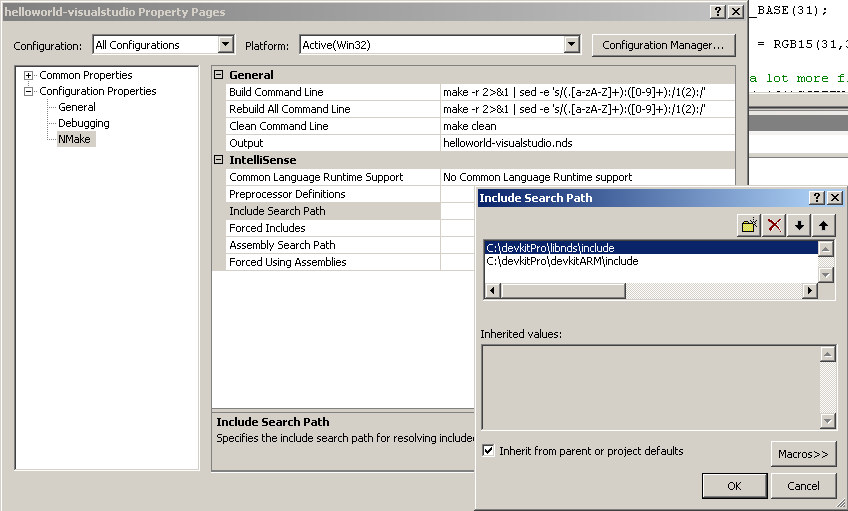 helloworld-visualstudio Property Pages
Configuration: All Configurations Platform: Active(Win32) Configuration Manager...
Common Properties
Configuration Properties
General
Debugging
NMake
General
Build Command Line make -r 2>&1 | sed -e 's/(.[a-zA-Z]+):([0-9]+):/1(2):/'
Rebuild All Command Line make -r 2>&1 | sed -e 's/(.[a-zA-Z]+):([0-9]+):/1(2):/'
Clean Command Line make clean
Output helloworld-visualstudio.nds
IntelliSense
Common Language Runtime Support No Common Language Runtime support
Preprocessor Definitions
Include Search Path
Forced Includes
Assembly Search Path
Forced Using Assemblies
Include Search Path
Specifies the include search path for resolving included
_BASE(31);
= RGB15(31,3
a lot more f
Include Search Path
C:\devkitPro\libnds\include
C:\devkitPro\devkitARM\include
Inherited values:
Inherit from parent or project defaults
Macros>>
OK Cancel